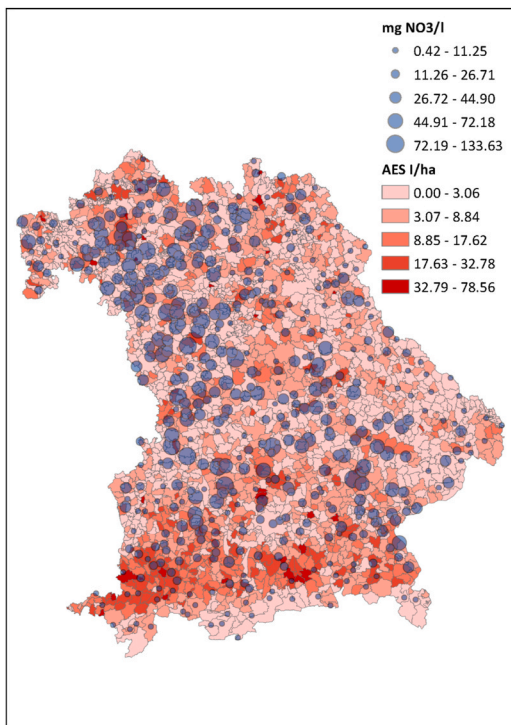 mg NO3/l
0.42 - 11.25
11.26 - 26.71
26.72 - 44.90
44.91 - 72.18
72.19 - 133.63
AES I/ha
0.00 - 3.06
3.07 - 8.84
8.85 - 17.62
17.63 - 32.78
32.79 - 78.56